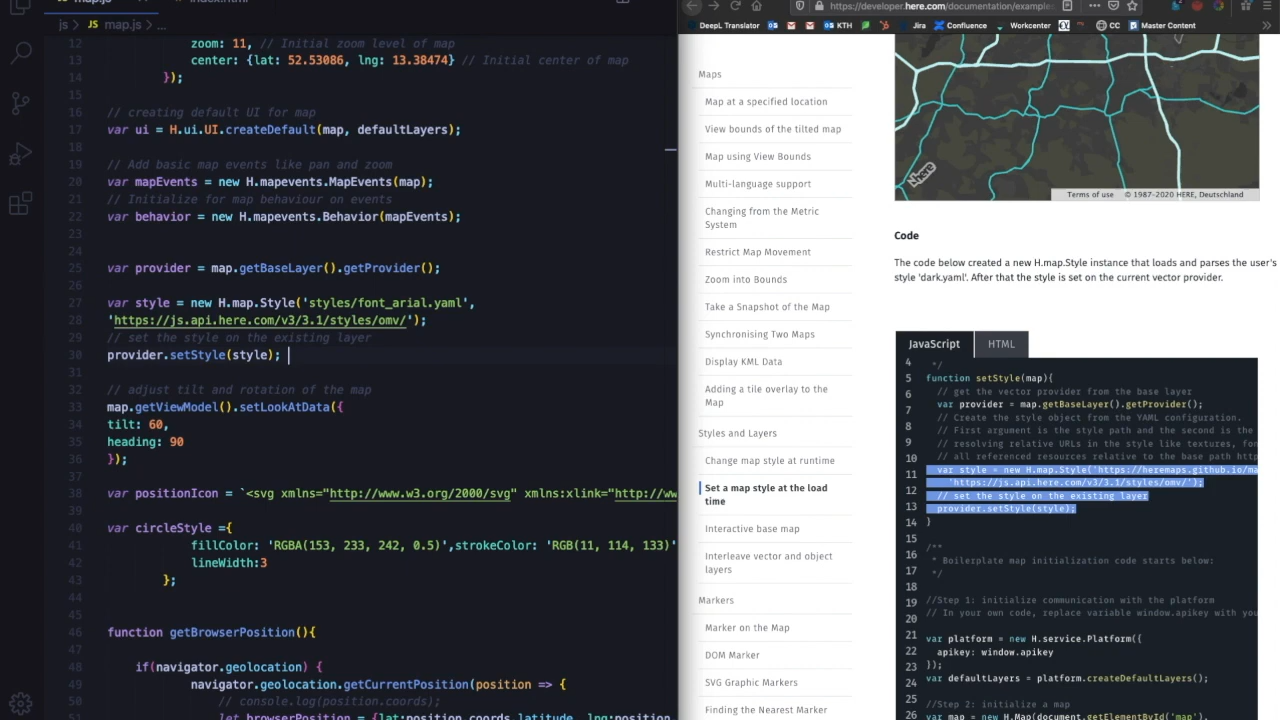 map.js
index.html
js > JS map.js > ...
12 zoom: 11, // Initial zoom level of map
13 center: {lat: 52.53086, lng: 13.38474} // Initial center of map
14 });
15
16 // creating default UI for map
17 var ui = H.ui.UI.createDefault(map, defaultLayers);
18
19 // Add basic map events like pan and zoom
20 var mapEvents = new H.mapevents.MapEvents(map);
21 // Initialize for map behaviour on events
22 var behavior = new H.mapevents.Behavior(mapEvents);
23
24
25 var provider = map.getBaseLayer().getProvider();
26
27 var style = new H.map.Style('styles/font_arial.yaml',
28 'https://js.api.here.com/v3/3.1/styles/omv/');
29 // set the style on the existing layer
30 provider.setStyle(style);
31
32 // adjust tilt and rotation of the map
33 map.getViewModel().setLookAtData({
34 tilt: 60,
35 heading: 90
36 });
37
38 var positionIcon = `<svg xmlns="http://www.w3.org/2000/svg" xmlns:xlink="http://ww
39
40 var circleStyle ={
41 fillColor: 'RGBA(153, 233, 242, 0.5)',strokeColor: 'RGB(11, 114, 133)'
42 lineWidth:3
43 };
44
45
46 function getBrowserPosition(){
47
48 if(navigator.geolocation) {
49 navigator.geolocation.getCurrentPosition(position => {
50 // console.log(position.coords);
51 let browserPosition = {lat:position.coords.latitude, lng:position
https://developer.here.com/documentation/example
DeepL Translator
KTH
Jira
Confluence
Workcenter
CC
Master Content
Maps
Map at a specified location
View bounds of the tilted map
Map using View Bounds
Multi-language support
Changing from the Metric
System
Restrict Map Movement
Zoom into Bounds
Take a Snapshot of the Map
Synchronising Two Maps
Display KML Data
Adding a tile overlay to the
Map
Styles and Layers
Change map style at runtime
Set a map style at the load
time
Interactive base map
Interleave vector and object
layers
Markers
Marker on the Map
DOM Marker
SVG Graphic Markers
Finding the Nearest Marker
here
Terms of use © 1987-2020 HERE, Deutschland
Code
The code below created a new H.map.Style instance that loads and parses the user's
style 'dark.yaml'. After that the style is set on the current vector provider.
JavaScript HTML
4 */
5 function setStyle(map){
6 // get the vector provider from the base layer
7 var provider = map.getBaseLayer().getProvider();
8 // Create the style object from the YAML configuration.
9 // First argument is the style path and the second is the
10 // resolving relative URLs in the style like textures, fon
// all referenced resources relative to the base path http
11 var style = new H.map.Style('https://heremaps.github.io/ma
12 'https://js.api.here.com/v3/3.1/styles/omv/');
// set the style on the existing layer
13 provider.setStyle(style);
14 }
15
16 /**
17 * Boilerplate map initialization code starts below:
18 */
19 //Step 1: initialize communication with the platform
20 // In your own code, replace variable window.apikey with you
21 var platform = new H.service.Platform({
22 apikey: window.apikey
23 });
24 var defaultLayers = platform.createDefaultLayers();
25 //Step 2: initialize a map
26 var map = new H.Map(document.getElementById('map'),